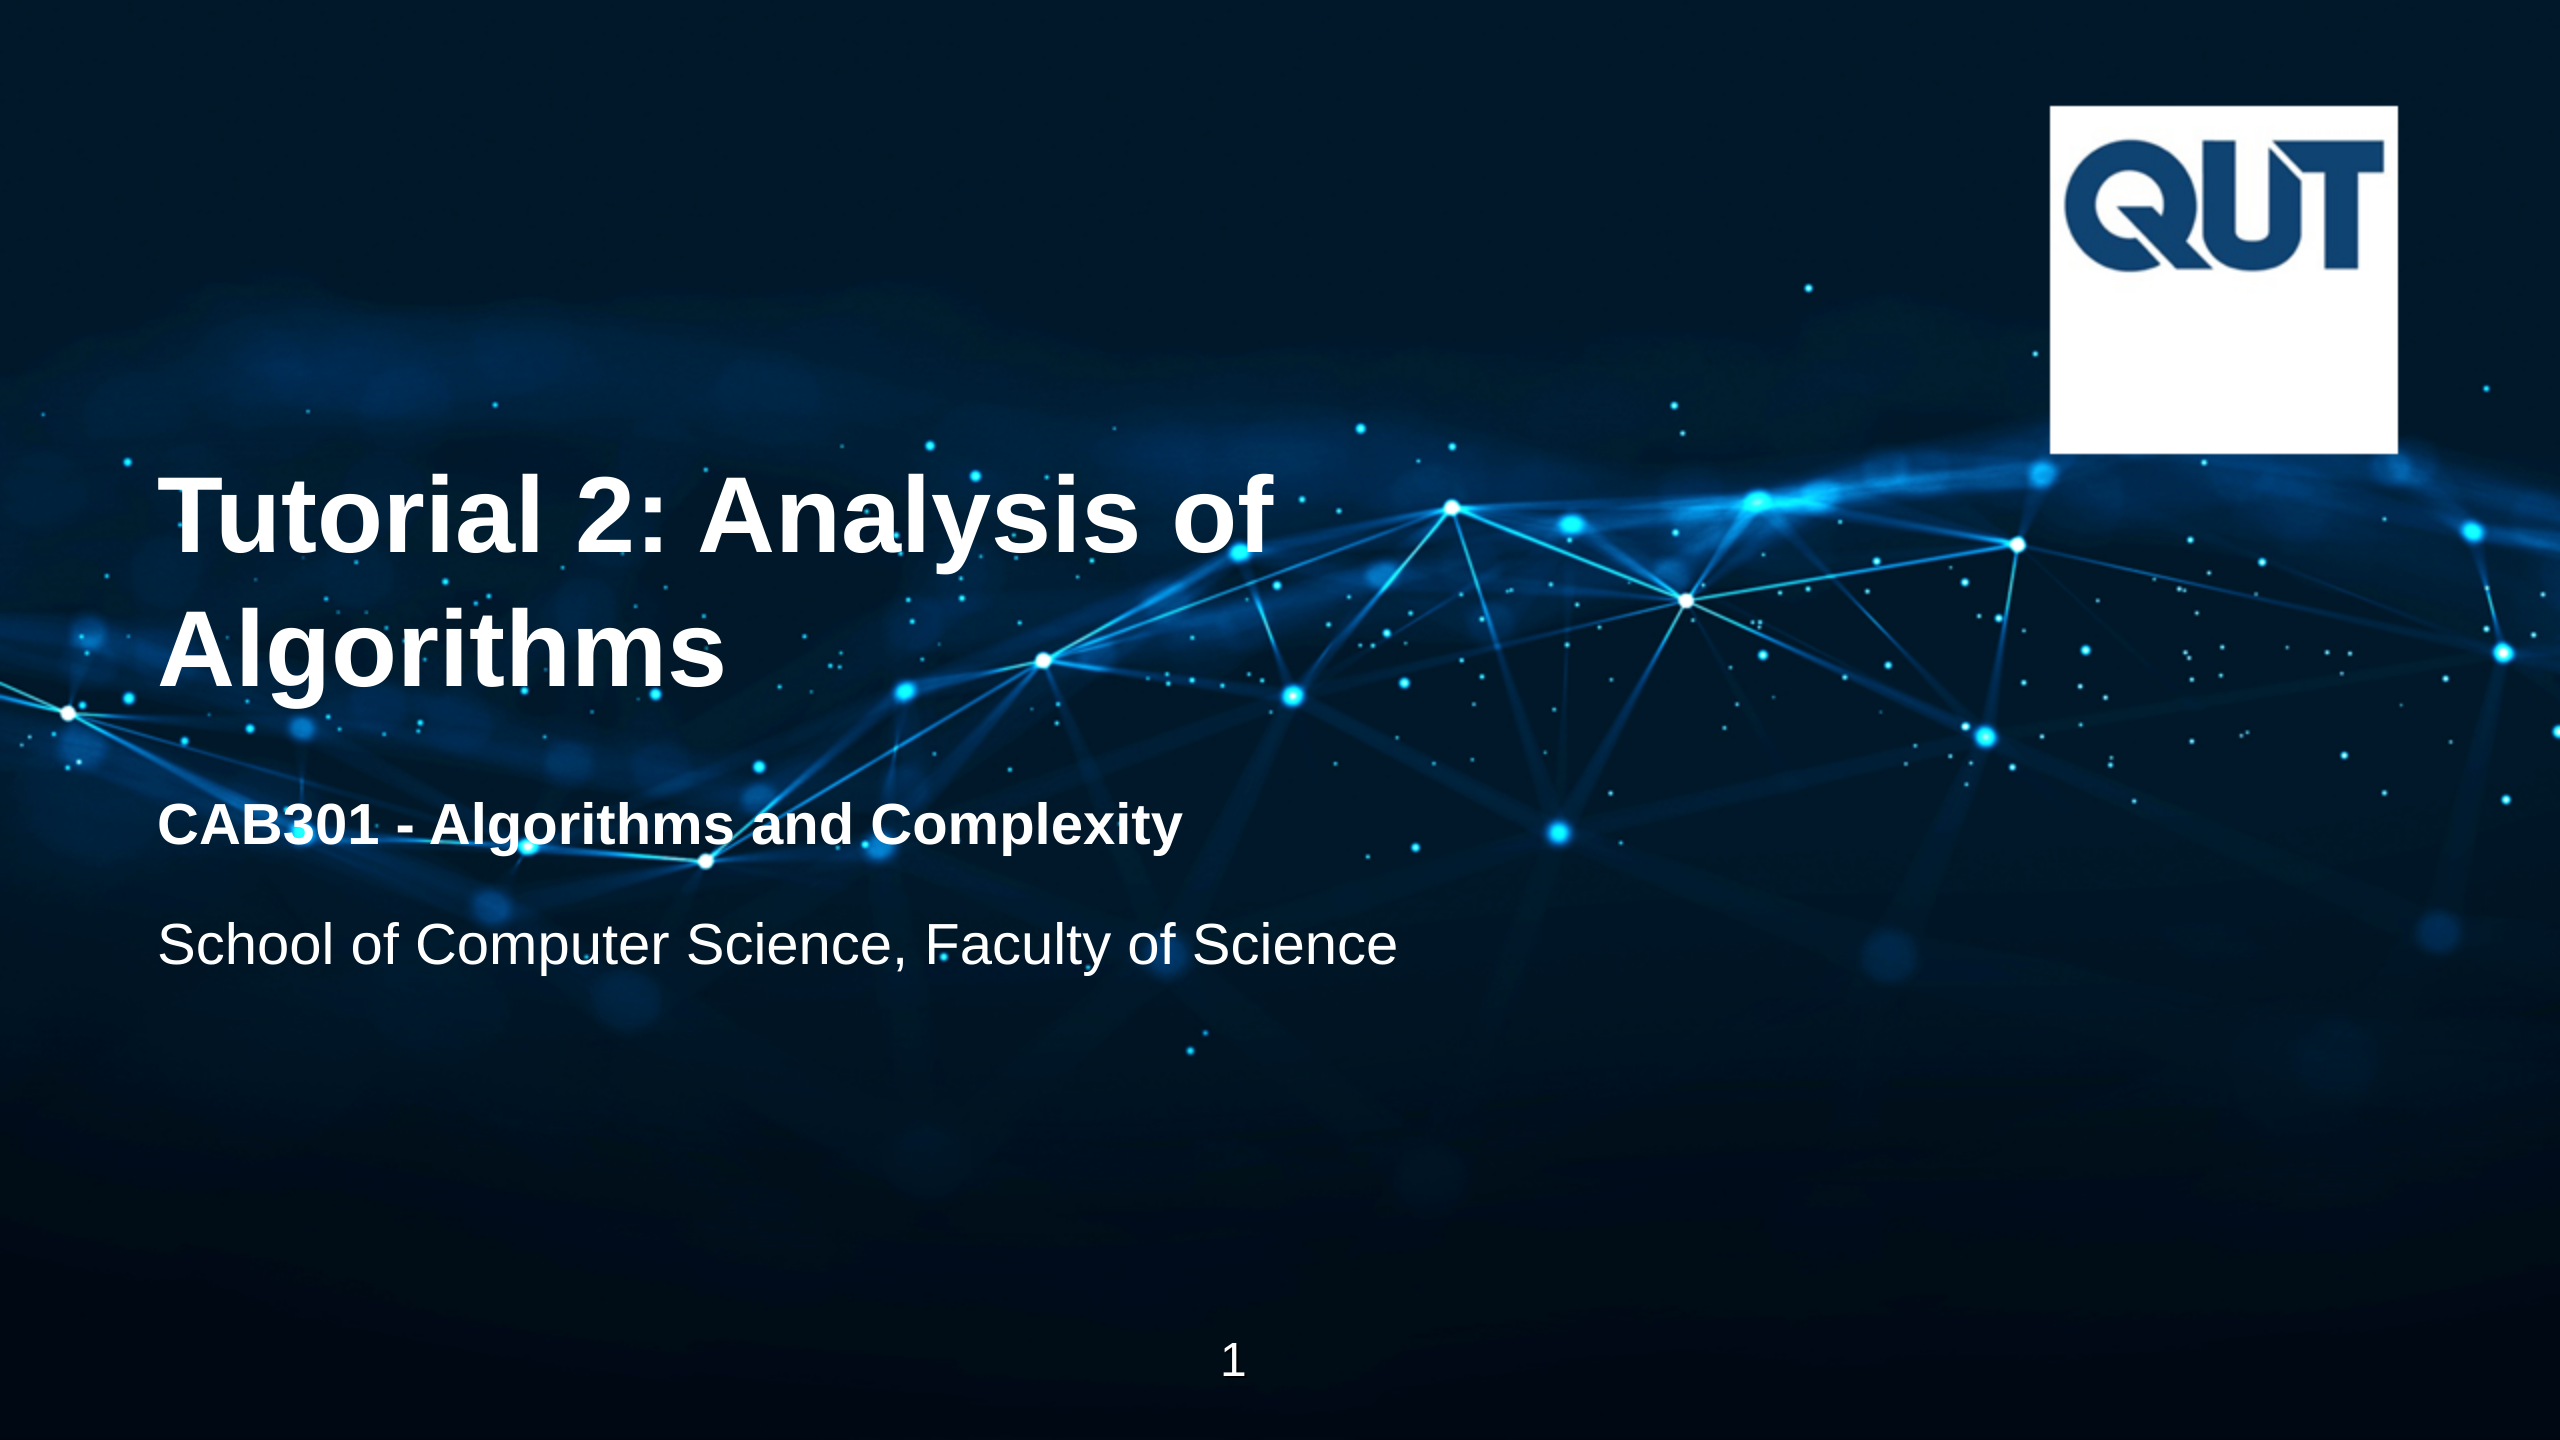 QUT
Tutorial 2: Analysis of
Algorithms
CAB301 - Algorithms and Complexity
School of Computer Science, Faculty of Science
1